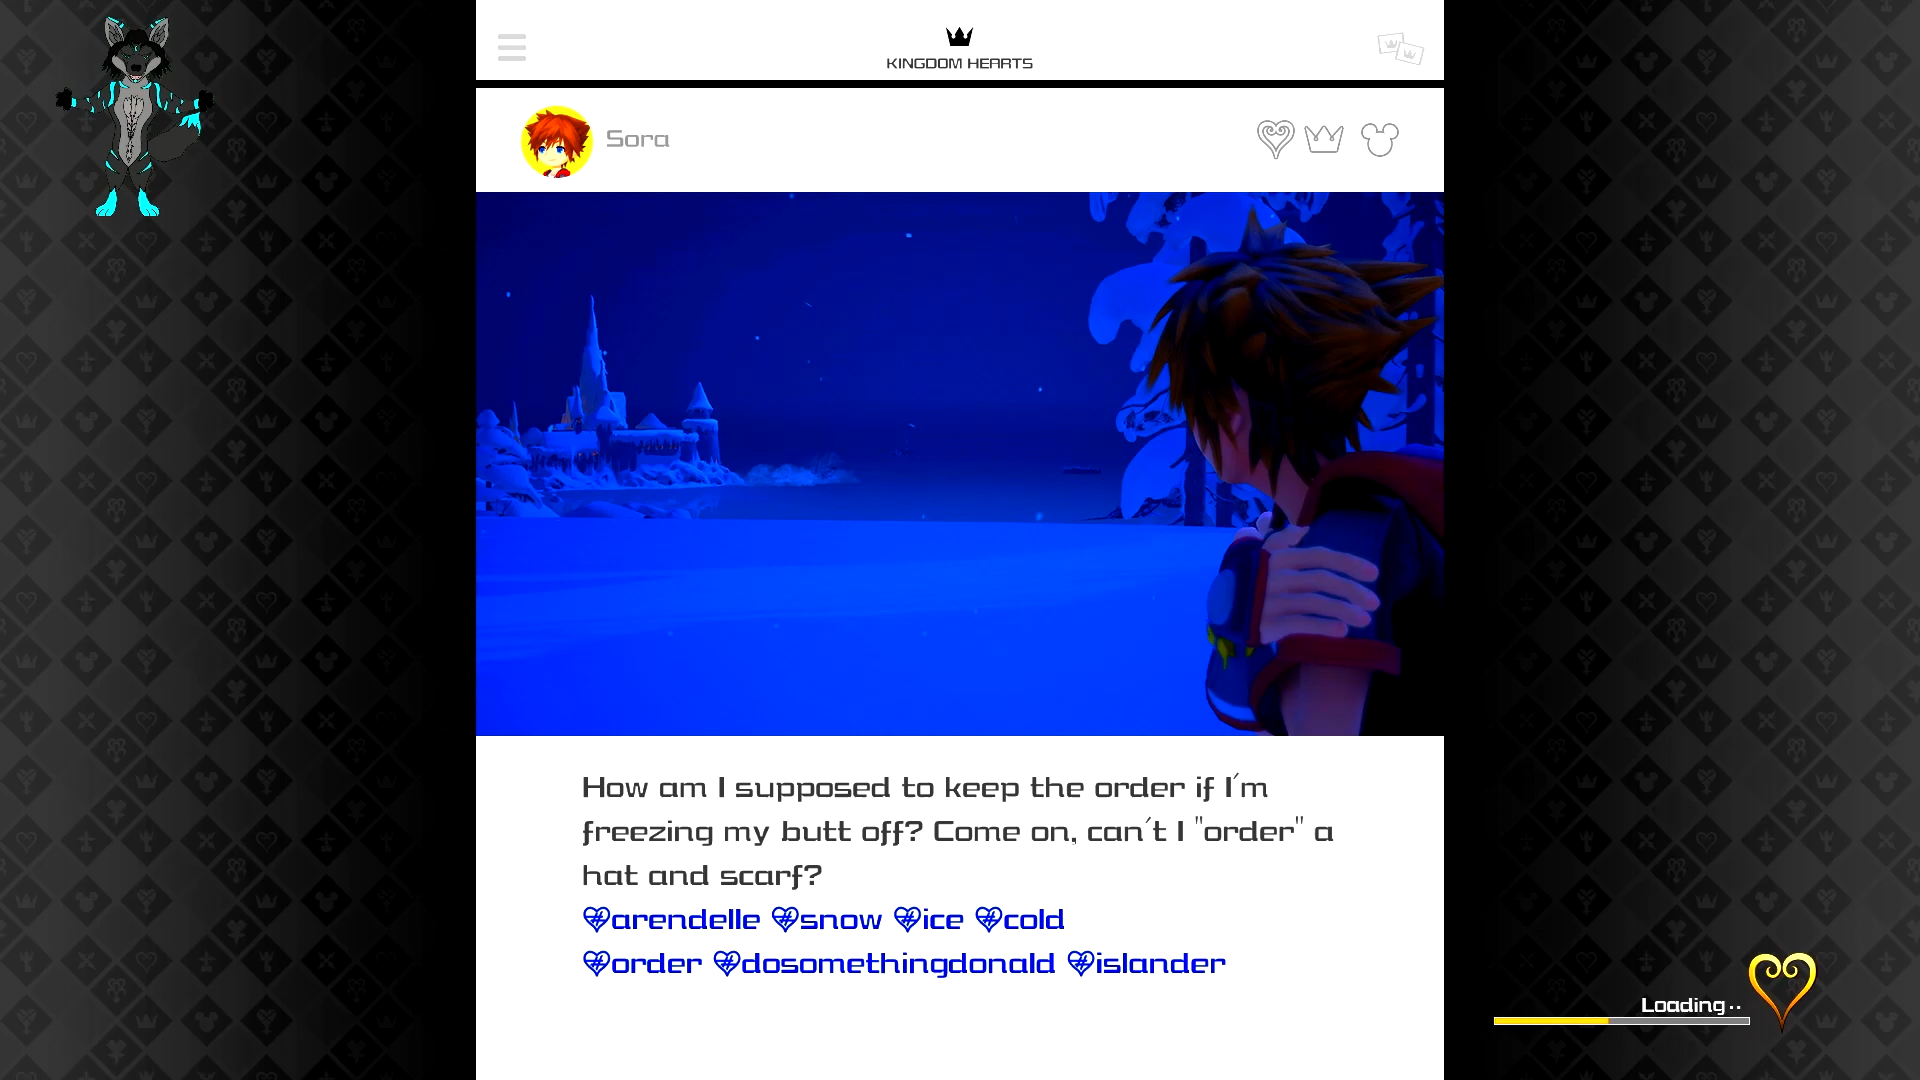 KINGDOM HEARTS
Sora
How am I supposed to keep the order if I'm
freezing my butt off? Come on, can't I "order" a
hat and scarf?
#arendelle #snow #ice #cold
#order #dosomethingdonald #islander
Loading..